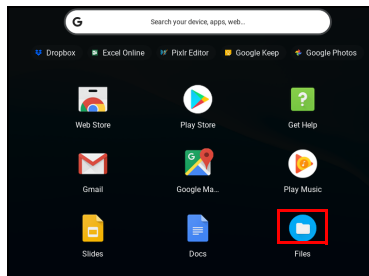 G Search your device, apps, web...
Dropbox Excel Online Pixlr Editor Google Keep Google Photos
Web Store Play Store Get Help
Gmail Google Ma... Play Music
Slides Docs Files